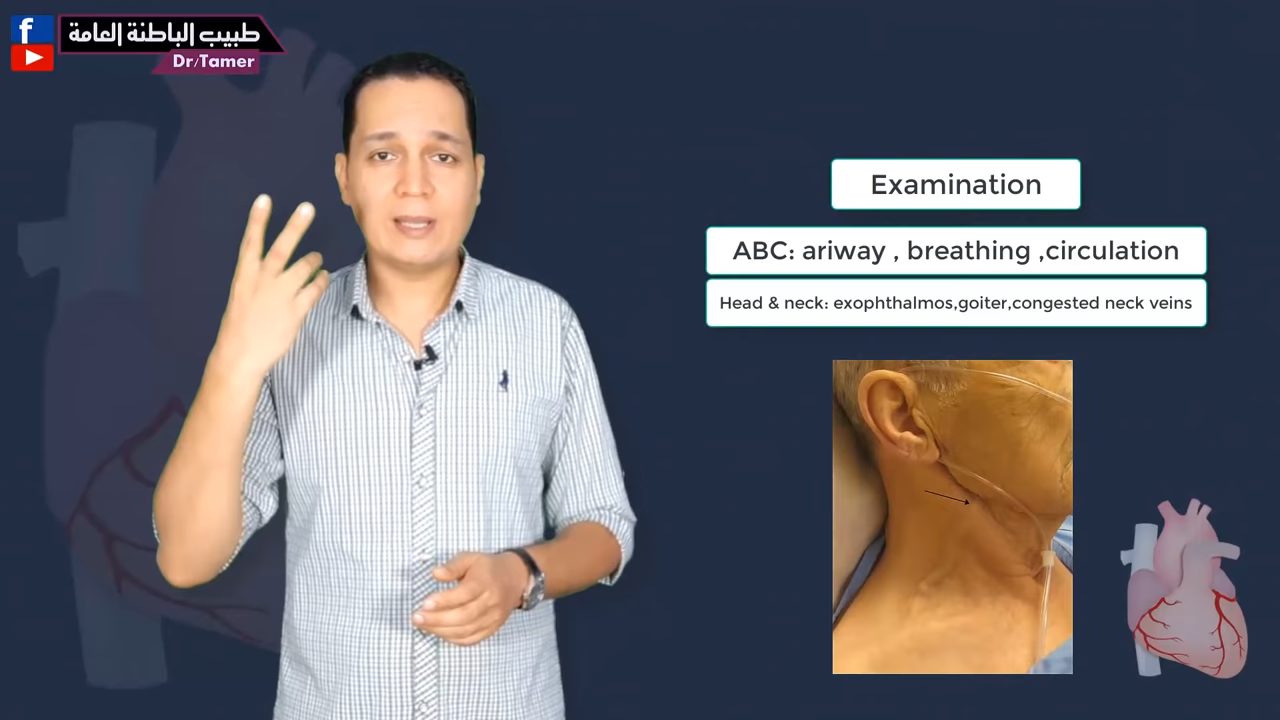 طبيب الباطنة العامة
Dr/Tamer
Examination
ABC: ariway , breathing ,circulation
Head & neck: exophthalmos,goiter,congested neck veins